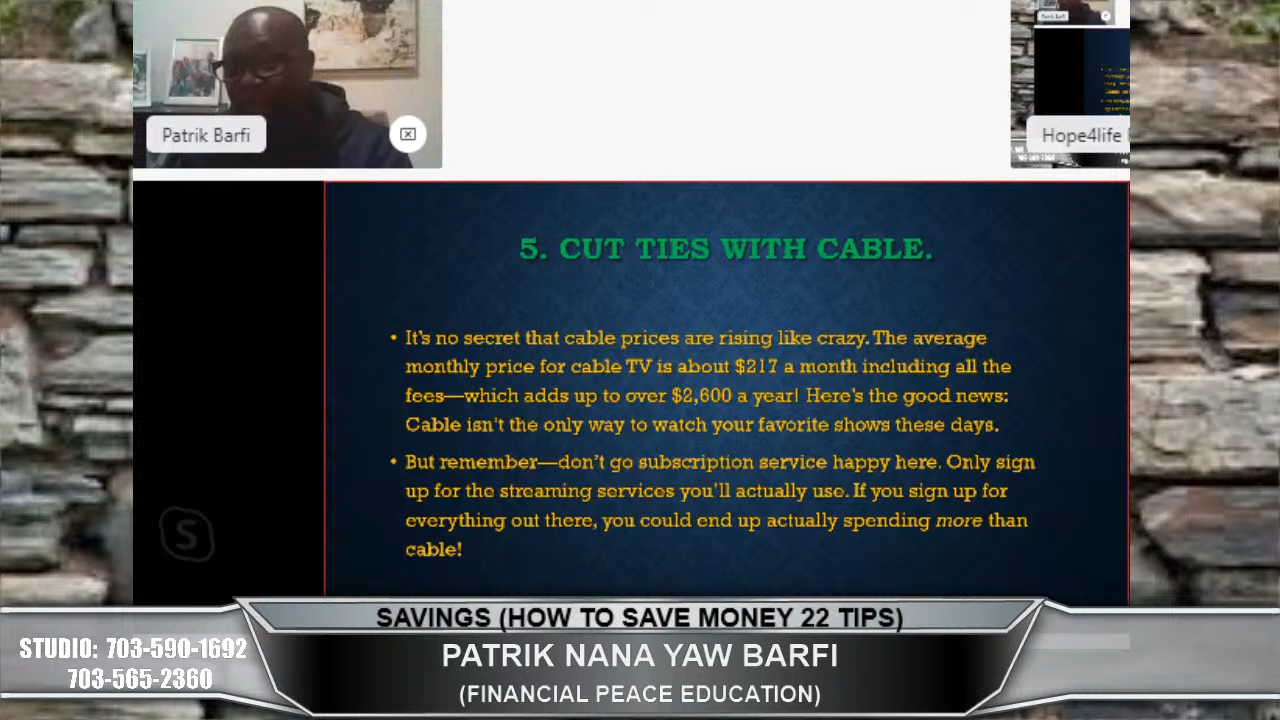 Patrik Barfi
Hope4life
5. CUT TIES WITH CABLE.
• It's no secret that cable prices are rising like crazy. The average
monthly price for cable TV is about $217 a month including all the
fees—which adds up to over $2,600 a year! Here's the good news:
Cable isn't the only way to watch your favorite shows these days.
• But remember—don't go subscription service happy here. Only sign
up for the streaming services you'll actually use. If you sign up for
everything out there, you could end up actually spending more than
cable!
S
SAVINGS (HOW TO SAVE MONEY 22 TIPS)
STUDIO: 703-590-1692
703-565-2360
PATRIK NANA YAW BARFI
(FINANCIAL PEACE EDUCATION)